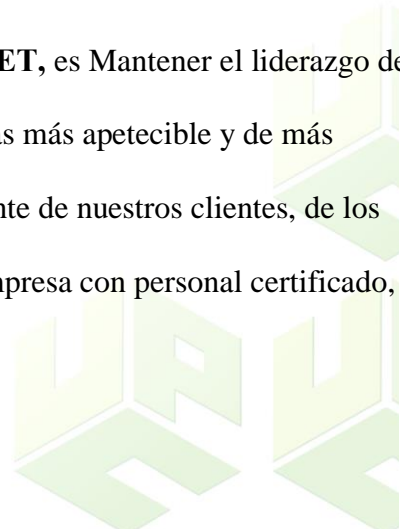 ET, es Mantener el liderazgo de
as más apetecible y de más
nte de nuestros clientes, de los
presa con personal certificado,